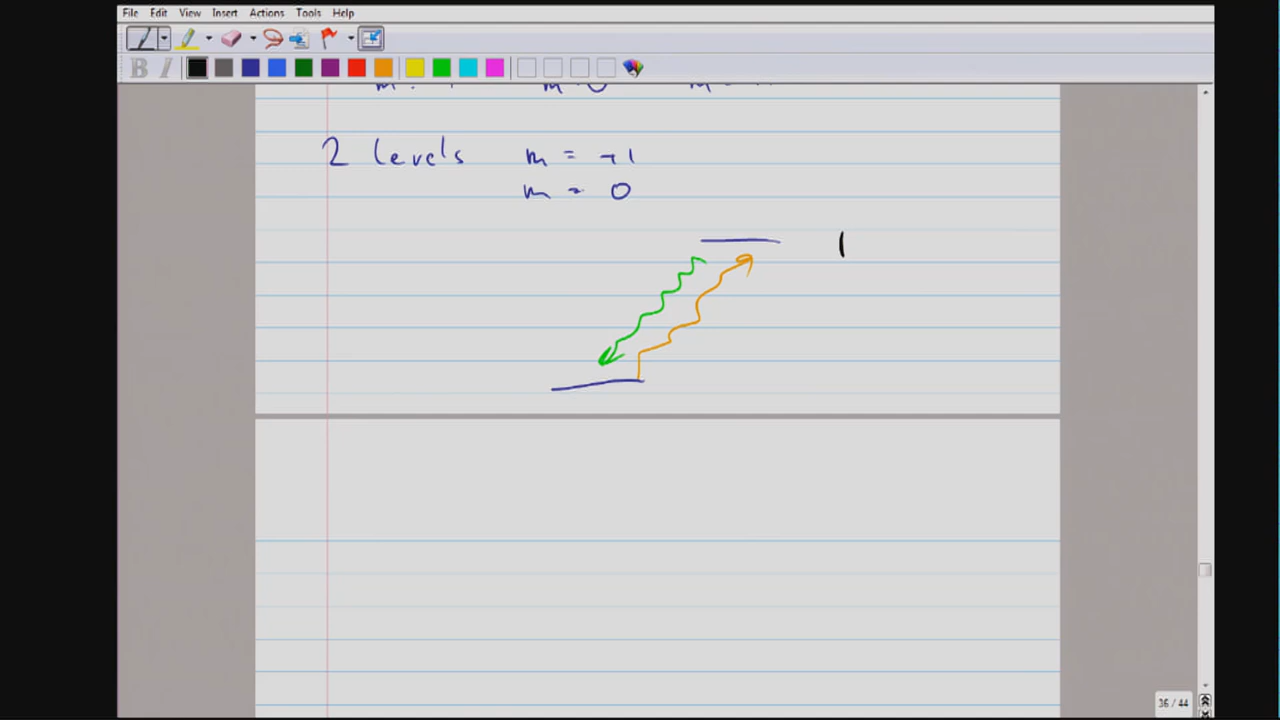 File Edit View Insert Actions Tools Help
B I
2 levels m = +1
m = 0
36 / 44